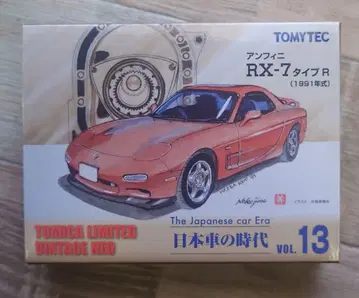 TOMYTEC
アンフィニ
RX-7 タイプ R
(1991年式)
TOMICA LIMITED
VINTAGE NEO
The Japanese car Era
日本車の時代 VOL. 13